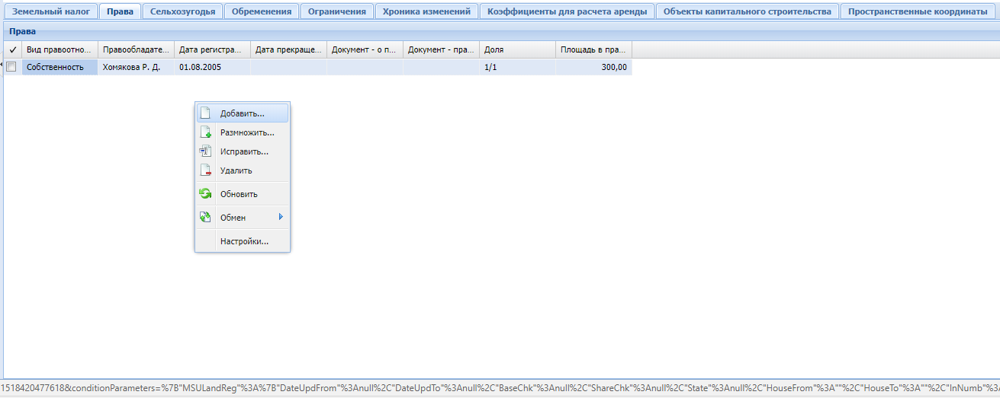 Земельный налог Права Сельхозугодья Обременения Ограничения Хроника изменений Коэффициенты для расчета аренды Объекты капитального строительства Пространственные координаты
Права
Вид правоотно... Правообладате... Дата регистра... Дата прекраще... Документ - о п... Документ - пра... Доля Площадь в пра...
Собственность Хомякова Р. Д. 01.08.2005 1/1 300,00
Добавить...
Размножить...
Исправить...
Удалить
Обновить
Обмен
Настройки...
1518420477618&conditionParameters=%7B"MSULandReg"%3A%7B"DateUpdFrom"%3Anull%2C"DateUpdTo"%3Anull%2C"BaseChk"%3Anull%2C"ShareChk"%3Anull%2C"State"%3Anull%2C"HouseFrom"%3A""%2C"HouseTo"%3A""%2C"InNumb"%3